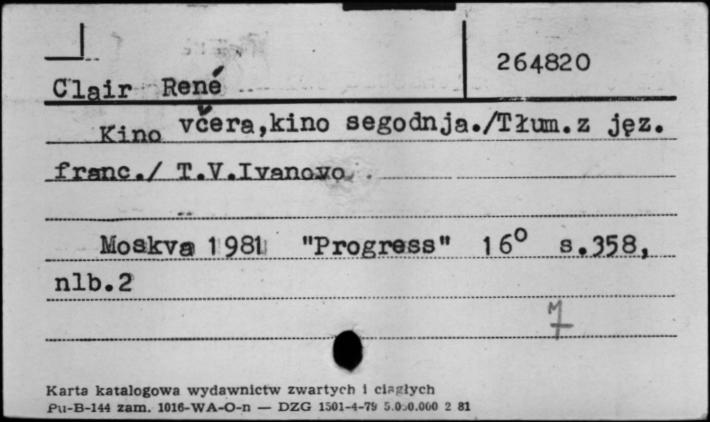 264820
Clair René
Kino včera,kino segodnja./Tłum.z jęz.
franc./ T.V.Ivanovo.
Moskva 1981 "Progress" 16° s.358,
nlb.2
Karta katalogowa wydawnictw zwartych i ciągłych
Pu-B-144 zam. 1016-WA-O-n — DZG 1501-4-79 5.000.000 2 81